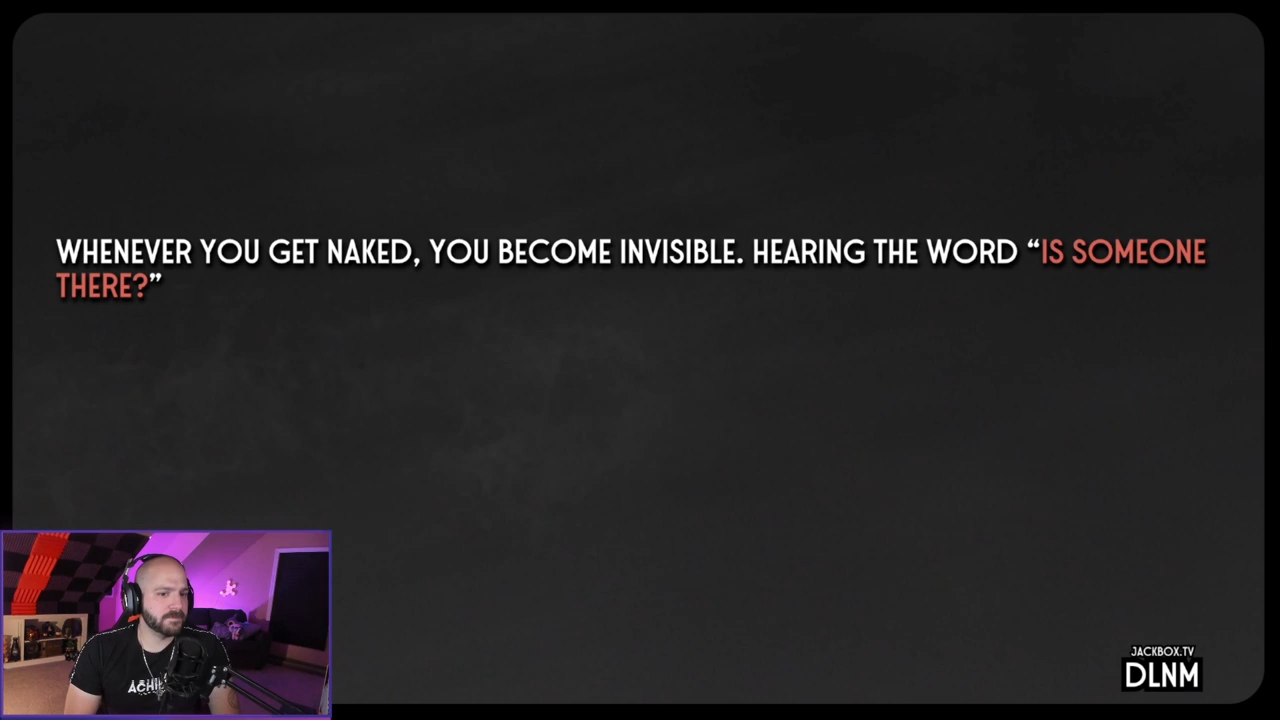 WHENEVER YOU GET NAKED, YOU BECOME INVISIBLE. HEARING THE WORD “IS SOMEONE
THERE?”
JACKBOX.TV
DLNM